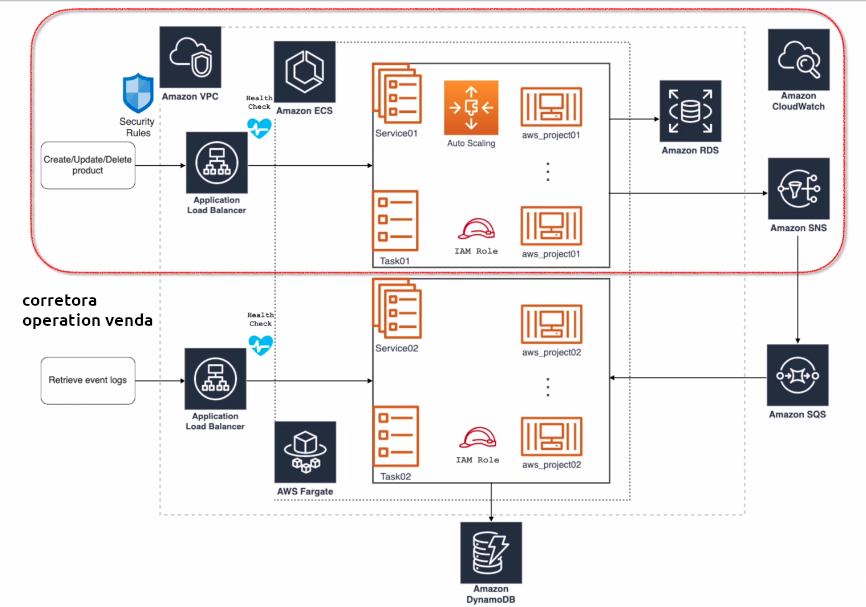 Amazon VPC
Amazon ECS
Security
Rules
Health
Check
Create/Update/Delete
product
Application
Load Balancer
Service01
Auto Scaling
aws_project01
Task01
IAM Role
aws_project01
Amazon RDS
Amazon
CloudWatch
Amazon SNS
corretora
operation venda
Health
Check
Retrieve event logs
Application
Load Balancer
Service02
aws_project02
Task02
IAM Role
aws_project02
Amazon SQS
AWS Fargate
Amazon
DynamoDB